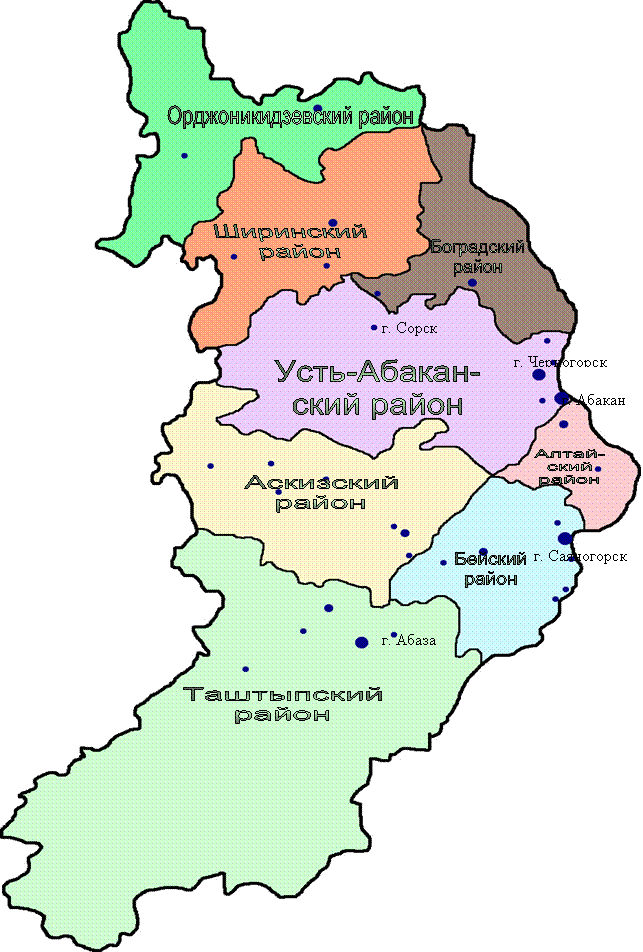 Орджоникидзевский район
Ширинский
район
Боградский
район
г. Сорск
г. Черногорск
Усть-Абакан-
ский район
г. Абакан
Алтай-
ский
район
Аскизский
район
Бейский
район
г. Саяногорск
г. Абаза
Таштыпский
район